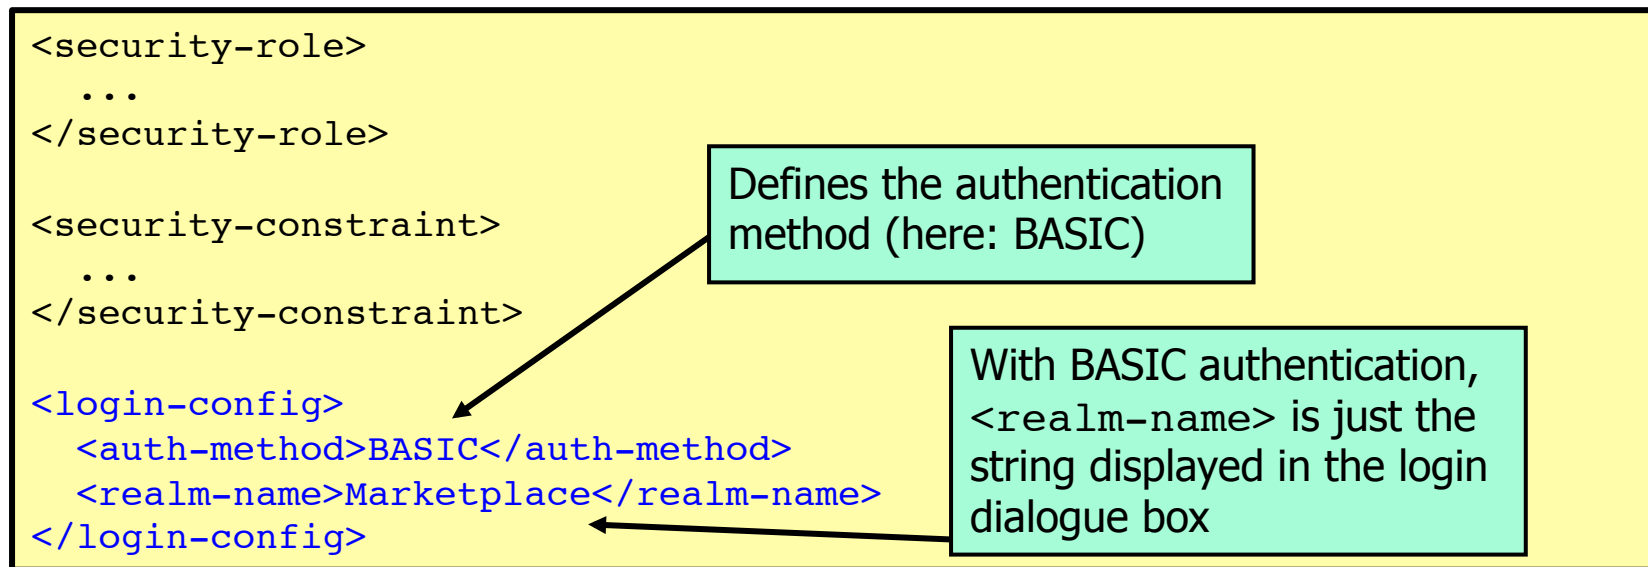 <security-role>
  ...
</security-role>
<security-constraint>
  ...
</security-constraint>
<login-config>
  <auth-method>BASIC</auth-method>
  <realm-name>Marketplace</realm-name>
</login-config>
Defines the authentication
method (here: BASIC)
With BASIC authentication,
<realm-name> is just the
string displayed in the login
dialogue box